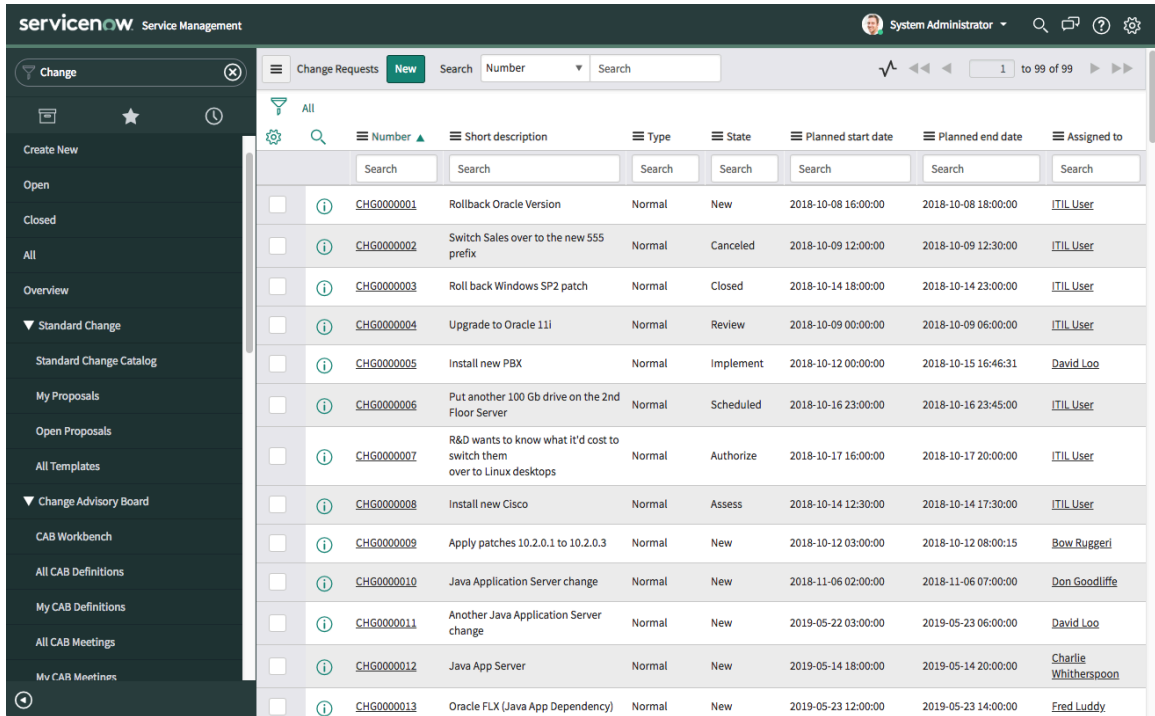 servicenow Service Management
System Administrator
Change
Create New
Open
Closed
All
Overview
Standard Change
Standard Change Catalog
My Proposals
Open Proposals
All Templates
Change Advisory Board
CAB Workbench
All CAB Definitions
My CAB Definitions
All CAB Meetings
My CAB Meetings
Change Requests New Search Number Search 1 to 99 of 99
All
Number Short description Type State Planned start date Planned end date Assigned to
Search Search Search Search Search Search Search
CHG0000001 Rollback Oracle Version Normal New 2018-10-08 16:00:00 2018-10-08 18:00:00 ITIL User
CHG0000002 Switch Sales over to the new 555
prefix Normal Canceled 2018-10-09 12:00:00 2018-10-09 12:30:00 ITIL User
CHG0000003 Roll back Windows SP2 patch Normal Closed 2018-10-14 18:00:00 2018-10-14 23:00:00 ITIL User
CHG0000004 Upgrade to Oracle 11i Normal Review 2018-10-09 00:00:00 2018-10-09 06:00:00 ITIL User
CHG0000005 Install new PBX Normal Implement 2018-10-12 00:00:00 2018-10-15 16:46:31 David Loo
CHG0000006 Put another 100 Gb drive on the 2nd
Floor Server Normal Scheduled 2018-10-16 23:00:00 2018-10-16 23:45:00 ITIL User
CHG0000007 R&D wants to know what it'd cost to
switch them
over to Linux desktops Normal Authorize 2018-10-17 16:00:00 2018-10-17 20:00:00 ITIL User
CHG0000008 Install new Cisco Normal Assess 2018-10-14 12:30:00 2018-10-14 17:30:00 ITIL User
CHG0000009 Apply patches 10.2.0.1 to 10.2.0.3 Normal New 2018-10-12 03:00:00 2018-10-12 08:00:15 Bow Ruggeri
CHG0000010 Java Application Server change Normal New 2018-11-06 02:00:00 2018-11-06 07:00:00 Don Goodliffe
CHG0000011 Another Java Application Server
change Normal New 2019-05-22 03:00:00 2019-05-23 06:00:00 David Loo
CHG0000012 Java App Server Normal New 2019-05-14 18:00:00 2019-05-14 20:00:00 Charlie
Whitherspoon
CHG0000013 Oracle FLX (Java App Dependency) Normal New 2019-05-23 12:00:00 2019-05-23 14:00:00 Fred Luddy